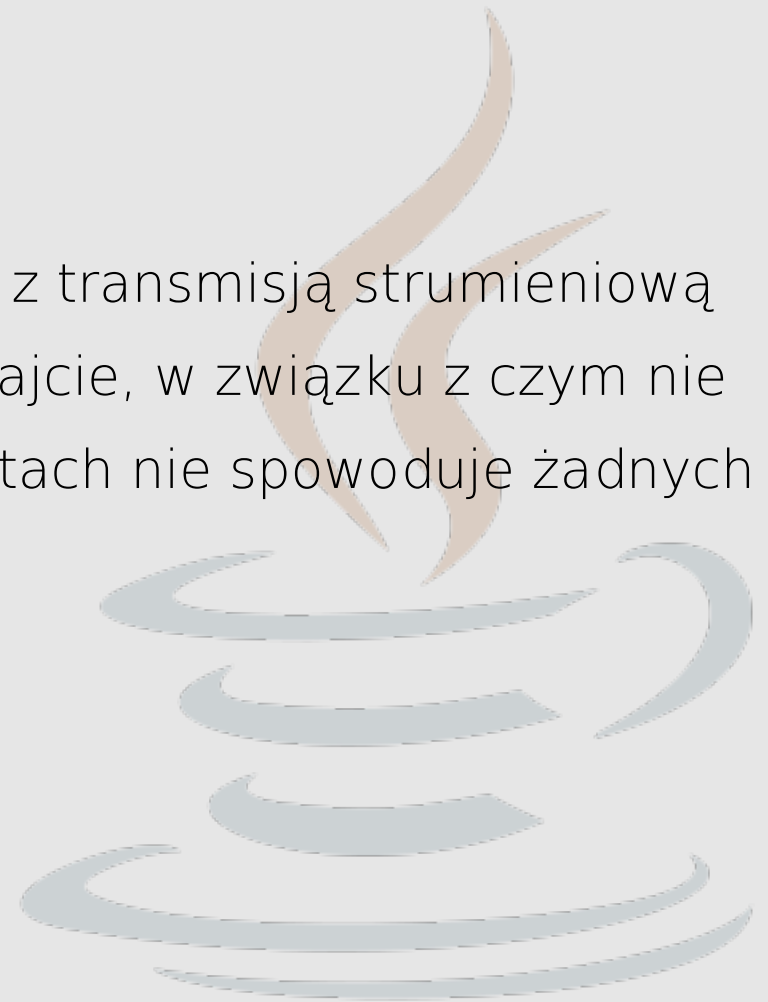 z transmisją strumieniową
ajcie, w związku z czym nie
tach nie spowoduje żadnych